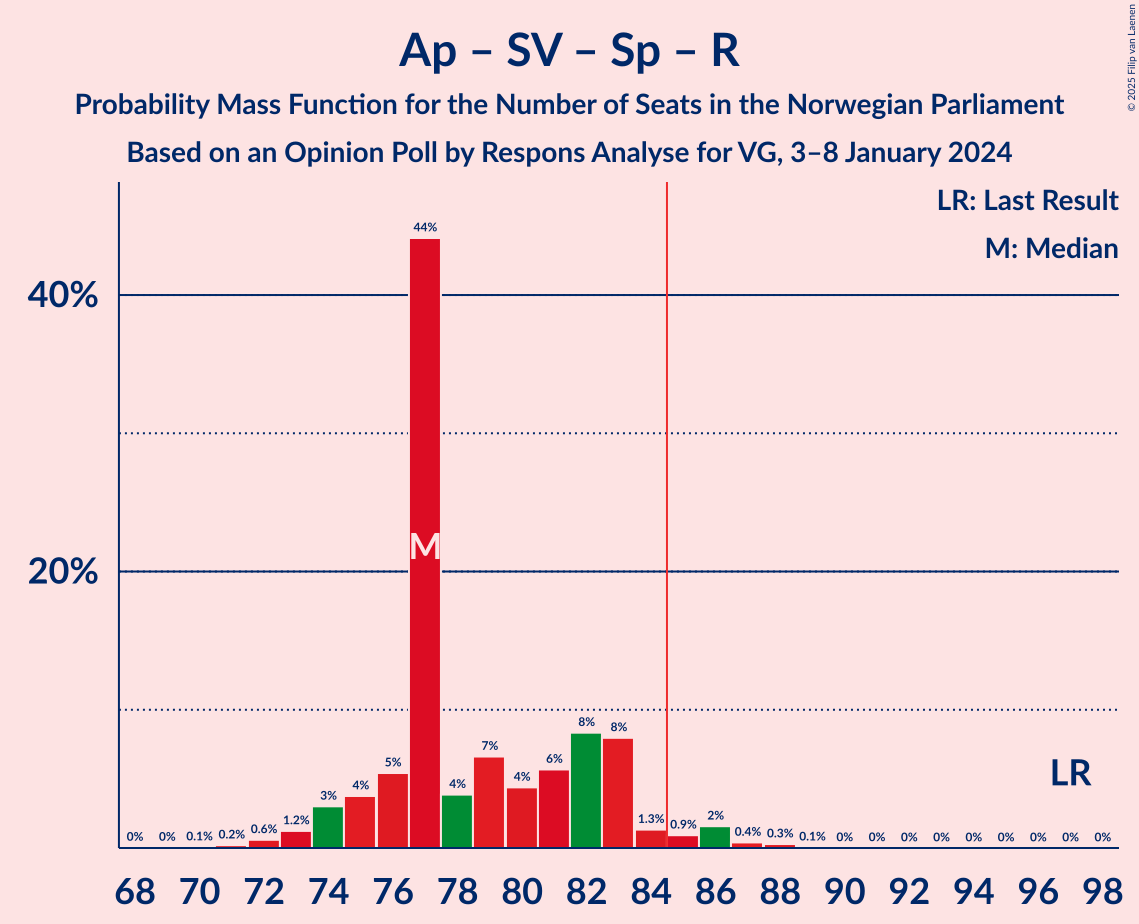 Ap – SV – Sp – R
Probability Mass Function for the Number of Seats in the Norwegian Parliament
Based on an Opinion Poll by Respons Analyse for VG, 3–8 January 2024
© 2025 Filip van Laenen
LR: Last Result
M: Median
44%
40%
M
20%
0% 0% 0.1% 0.2% 0.6% 1.2% 3% 4% 5% 4% 7% 4% 6% 8% 8% 1.3% 0.9% 2% 0.4% 0.3% 0.1% 0% 0% 0% 0% 0% 0% 0% 0% 0%
LR
68 70 72 74 76 78 80 82 84 86 88 90 92 94 96 98